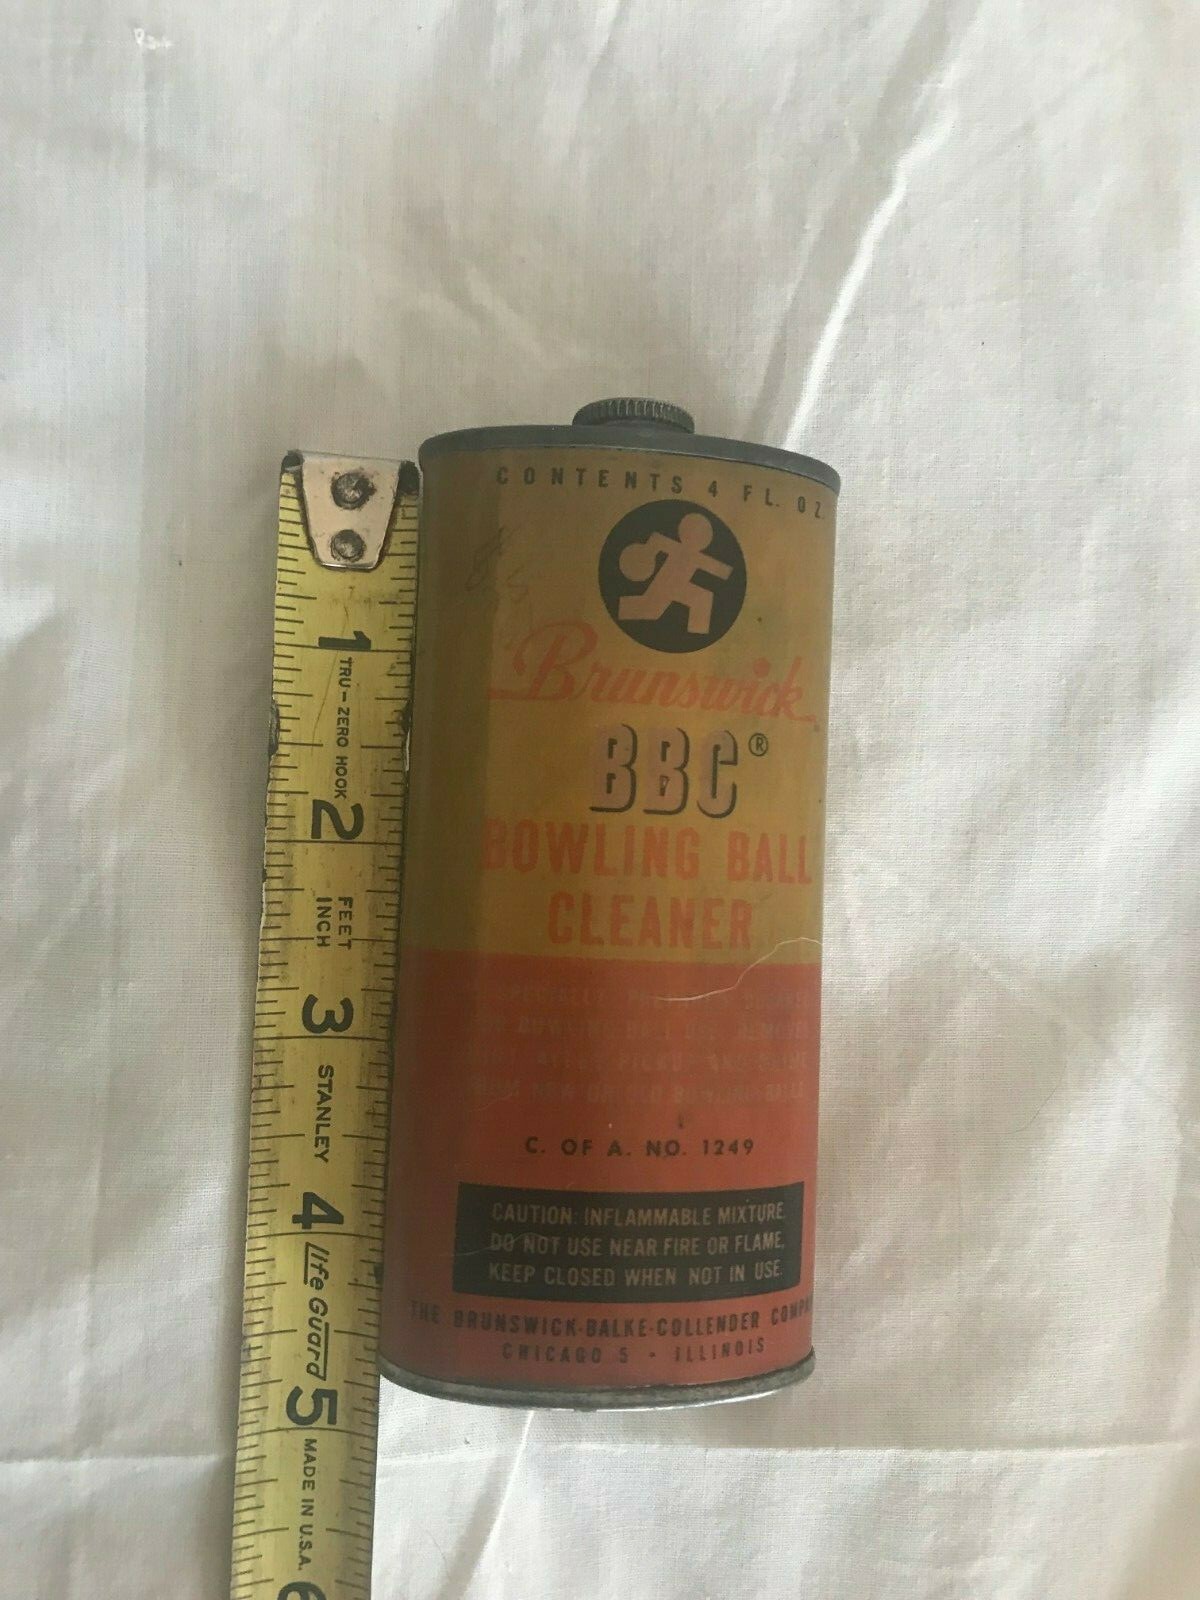 CONTENTS 4 FL. OZ.
Brunswick
BBC®
BOWLING BALL
CLEANER
C. OF A. NO. 1249
CAUTION: INFLAMMABLE MIXTURE.
DO NOT USE NEAR FIRE OR FLAME.
KEEP CLOSED WHEN NOT IN USE.
THE BRUNSWICK-BALKE-COLLENDER
CHICAGO 5 - ILLINOIS
1
TRU-ZERO HOOK
2
FEET
INCH
3
STANLEY
4
life Guard
5
MADE IN U.S.A.
6